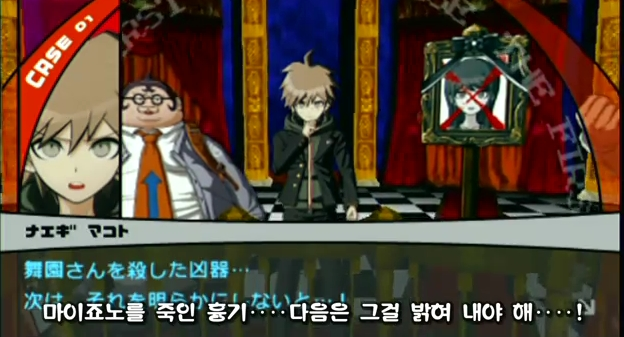 CASE 01
ナエギ マコト
舞園さんを殺した凶器…
次は、それを明らかにしないと…！
마이죠노를 죽인 흉기‥‥다음은 그걸 밝혀 내야 해‥‥!